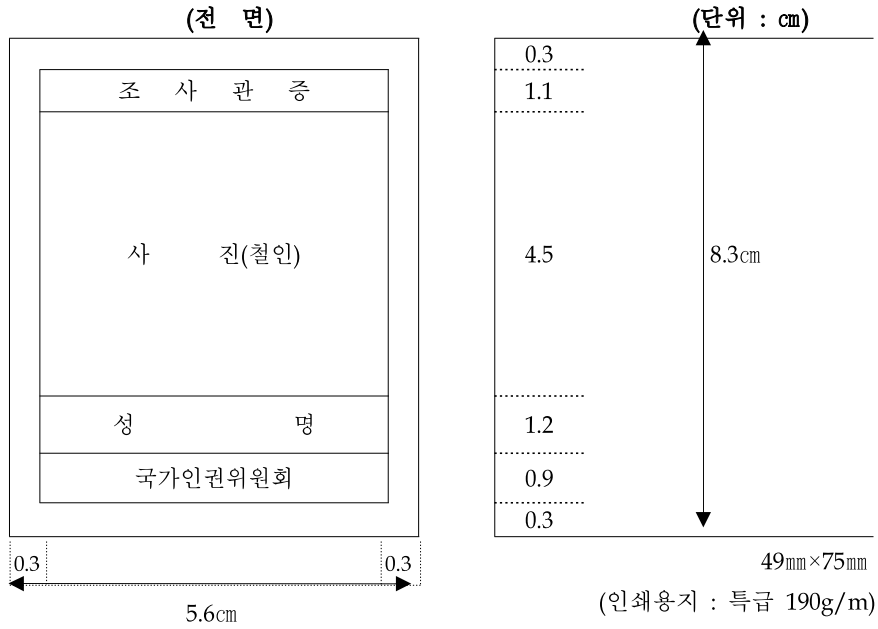 (전 면)
(단위 : ㎝)
조 사 관 증
사 진(철인)
성 명
국가인권위원회
0.3
0.3
5.6㎝
0.3
1.1
4.5
8.3㎝
1.2
0.9
0.3
49㎜×75㎜
(인쇄용지 : 특급 190g/m)